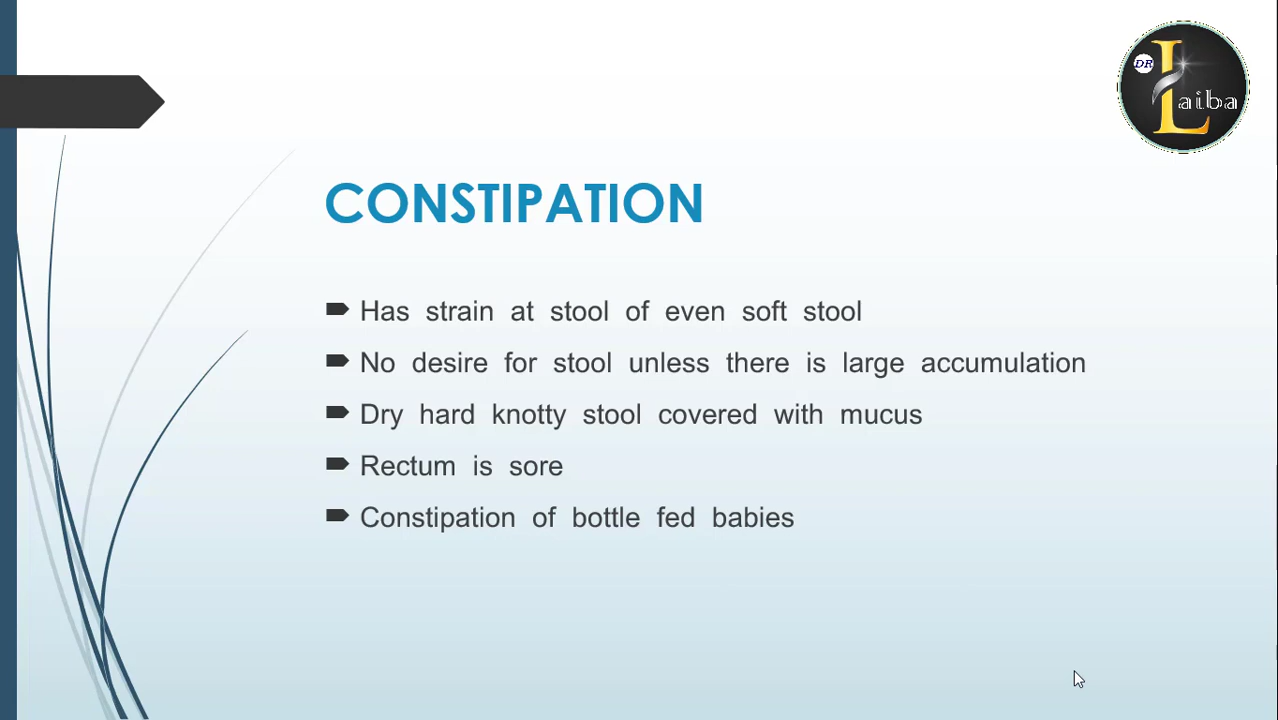 DR
Laiba
CONSTIPATION
Has strain at stool of even soft stool
No desire for stool unless there is large accumulation
Dry hard knotty stool covered with mucus
Rectum is sore
Constipation of bottle fed babies